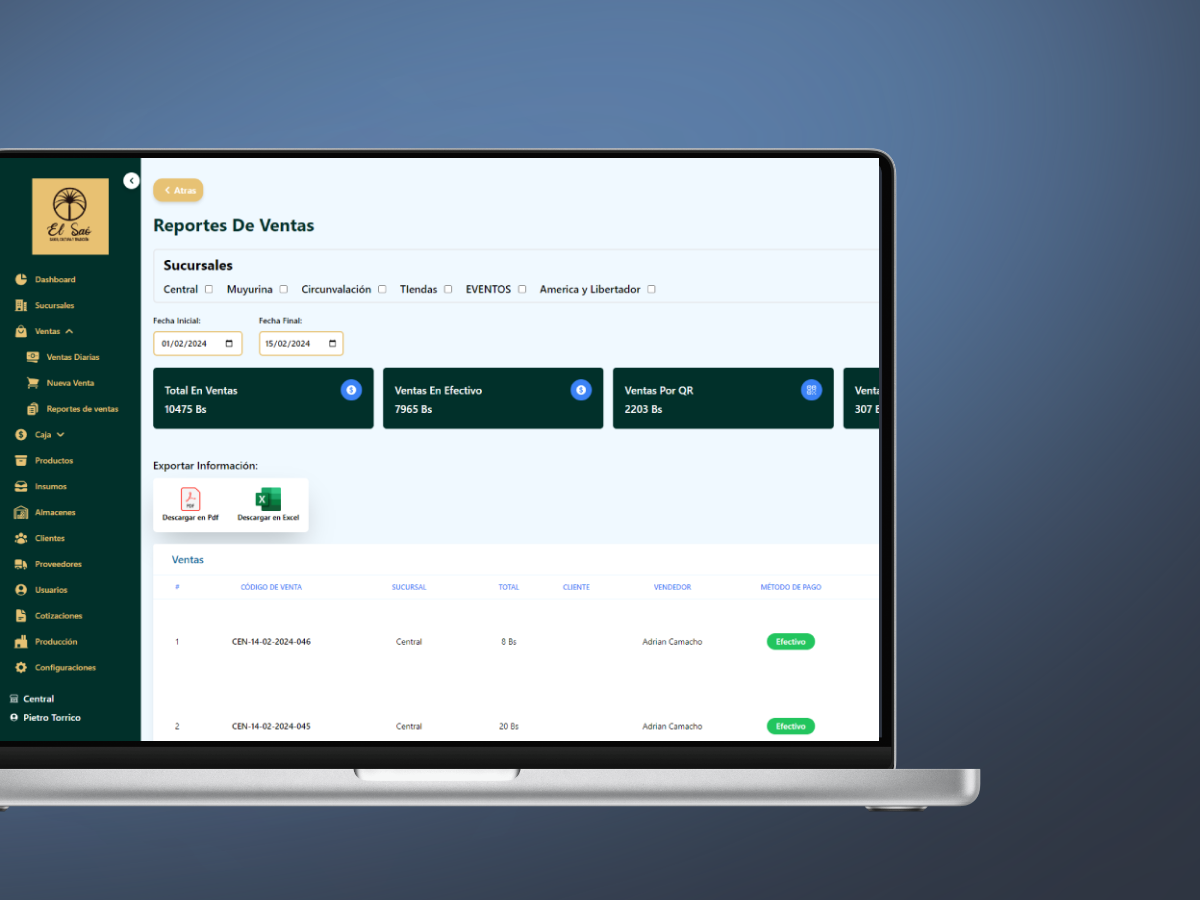 El Saó
Atras
Reportes De Ventas
Sucursales
Central Muyurina Circunvalación TIendas EVENTOS America y Libertador
Fecha Inicial: Fecha Final:
01/02/2024 15/02/2024
Total En Ventas Ventas En Efectivo Ventas Por QR Venta
10475 Bs 7965 Bs 2203 Bs 307 B
Exportar Información:
PDF X
Descargar en Pdf Descargar en Excel
Ventas
# CÓDIGO DE VENTA SUCURSAL TOTAL CLIENTE VENDEDOR MÉTODO DE PAGO
1 CEN-14-02-2024-046 Central 8 Bs Adrian Camacho Efectivo
2 CEN-14-02-2024-045 Central 20 Bs Adrian Camacho Efectivo
Dashboard
Sucursales
Ventas
Ventas Diarias
Nueva Venta
Reportes de ventas
Caja
Productos
Insumos
Almacenes
Clientes
Proveedores
Usuarios
Cotizaciones
Producción
Configuraciones
Central
Pietro Torrico